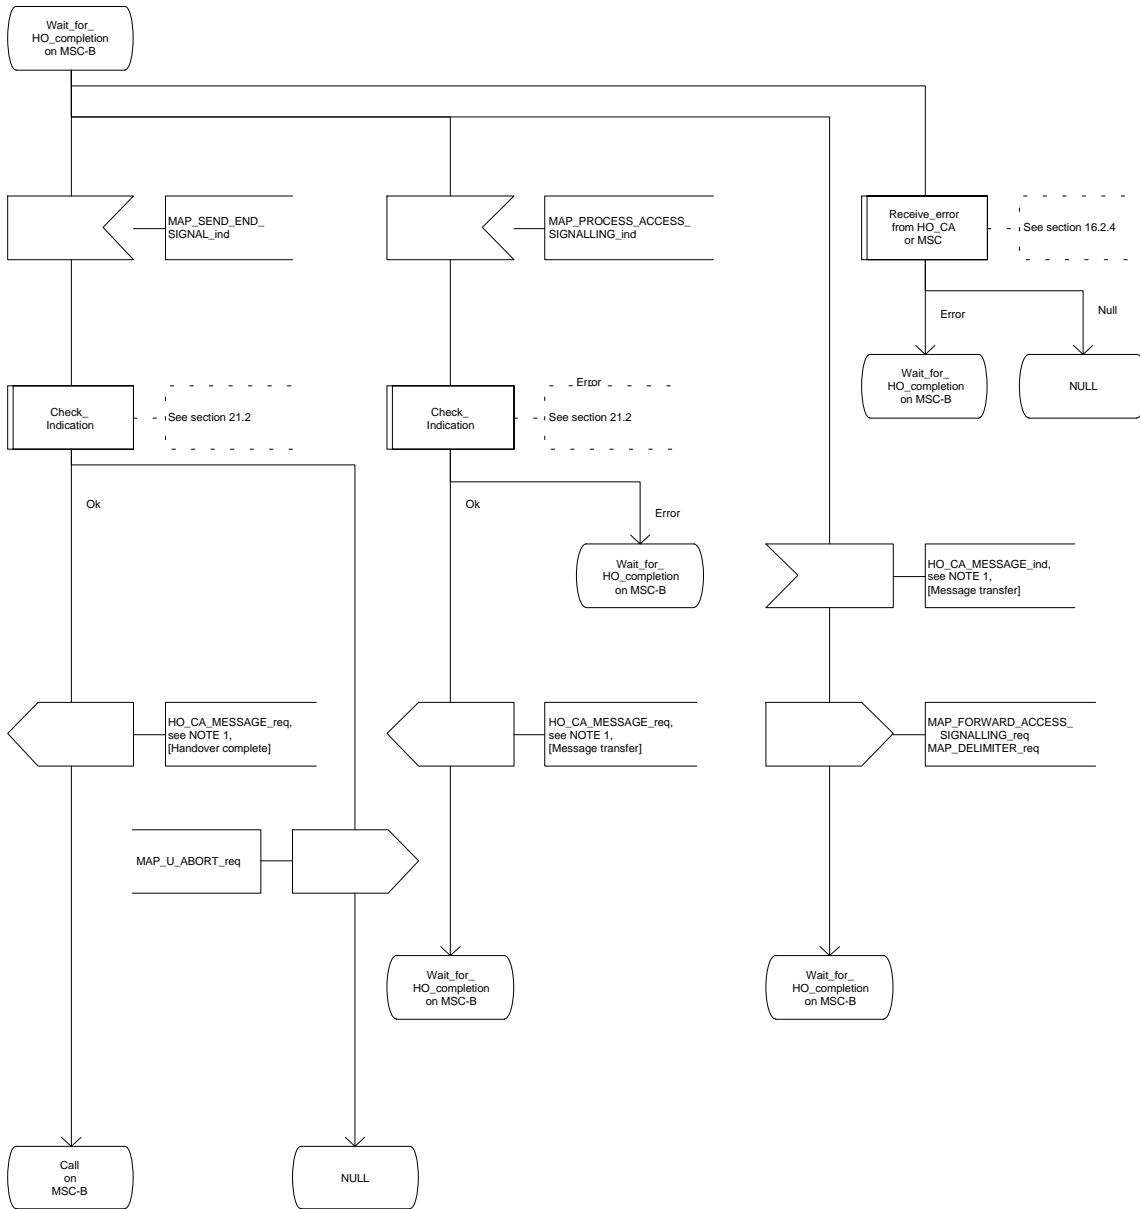 Wait_for_
HO_completion
on MSC-B
MAP_SEND_END_
SIGNAL_ind
MAP_PROCESS_ACCESS_
SIGNALLING_ind
Receive_error
from HO_CA
or MSC
See section 16.2.4
Error
Null
Wait_for_
HO_completion
on MSC-B
NULL
Check_
Indication
See section 21.2
Error
Check_
Indication
See section 21.2
Ok
Ok
Error
Wait_for_
HO_completion
on MSC-B
HO_CA_MESSAGE_ind,
see NOTE 1,
[Message transfer]
HO_CA_MESSAGE_req,
see NOTE 1,
[Handover complete]
HO_CA_MESSAGE_req,
see NOTE 1,
[Message transfer]
MAP_FORWARD_ACCESS_
SIGNALLING_req
MAP_DELIMITER_req
MAP_U_ABORT_req
Wait_for_
HO_completion
on MSC-B
Wait_for_
HO_completion
on MSC-B
Call
on
MSC-B
NULL